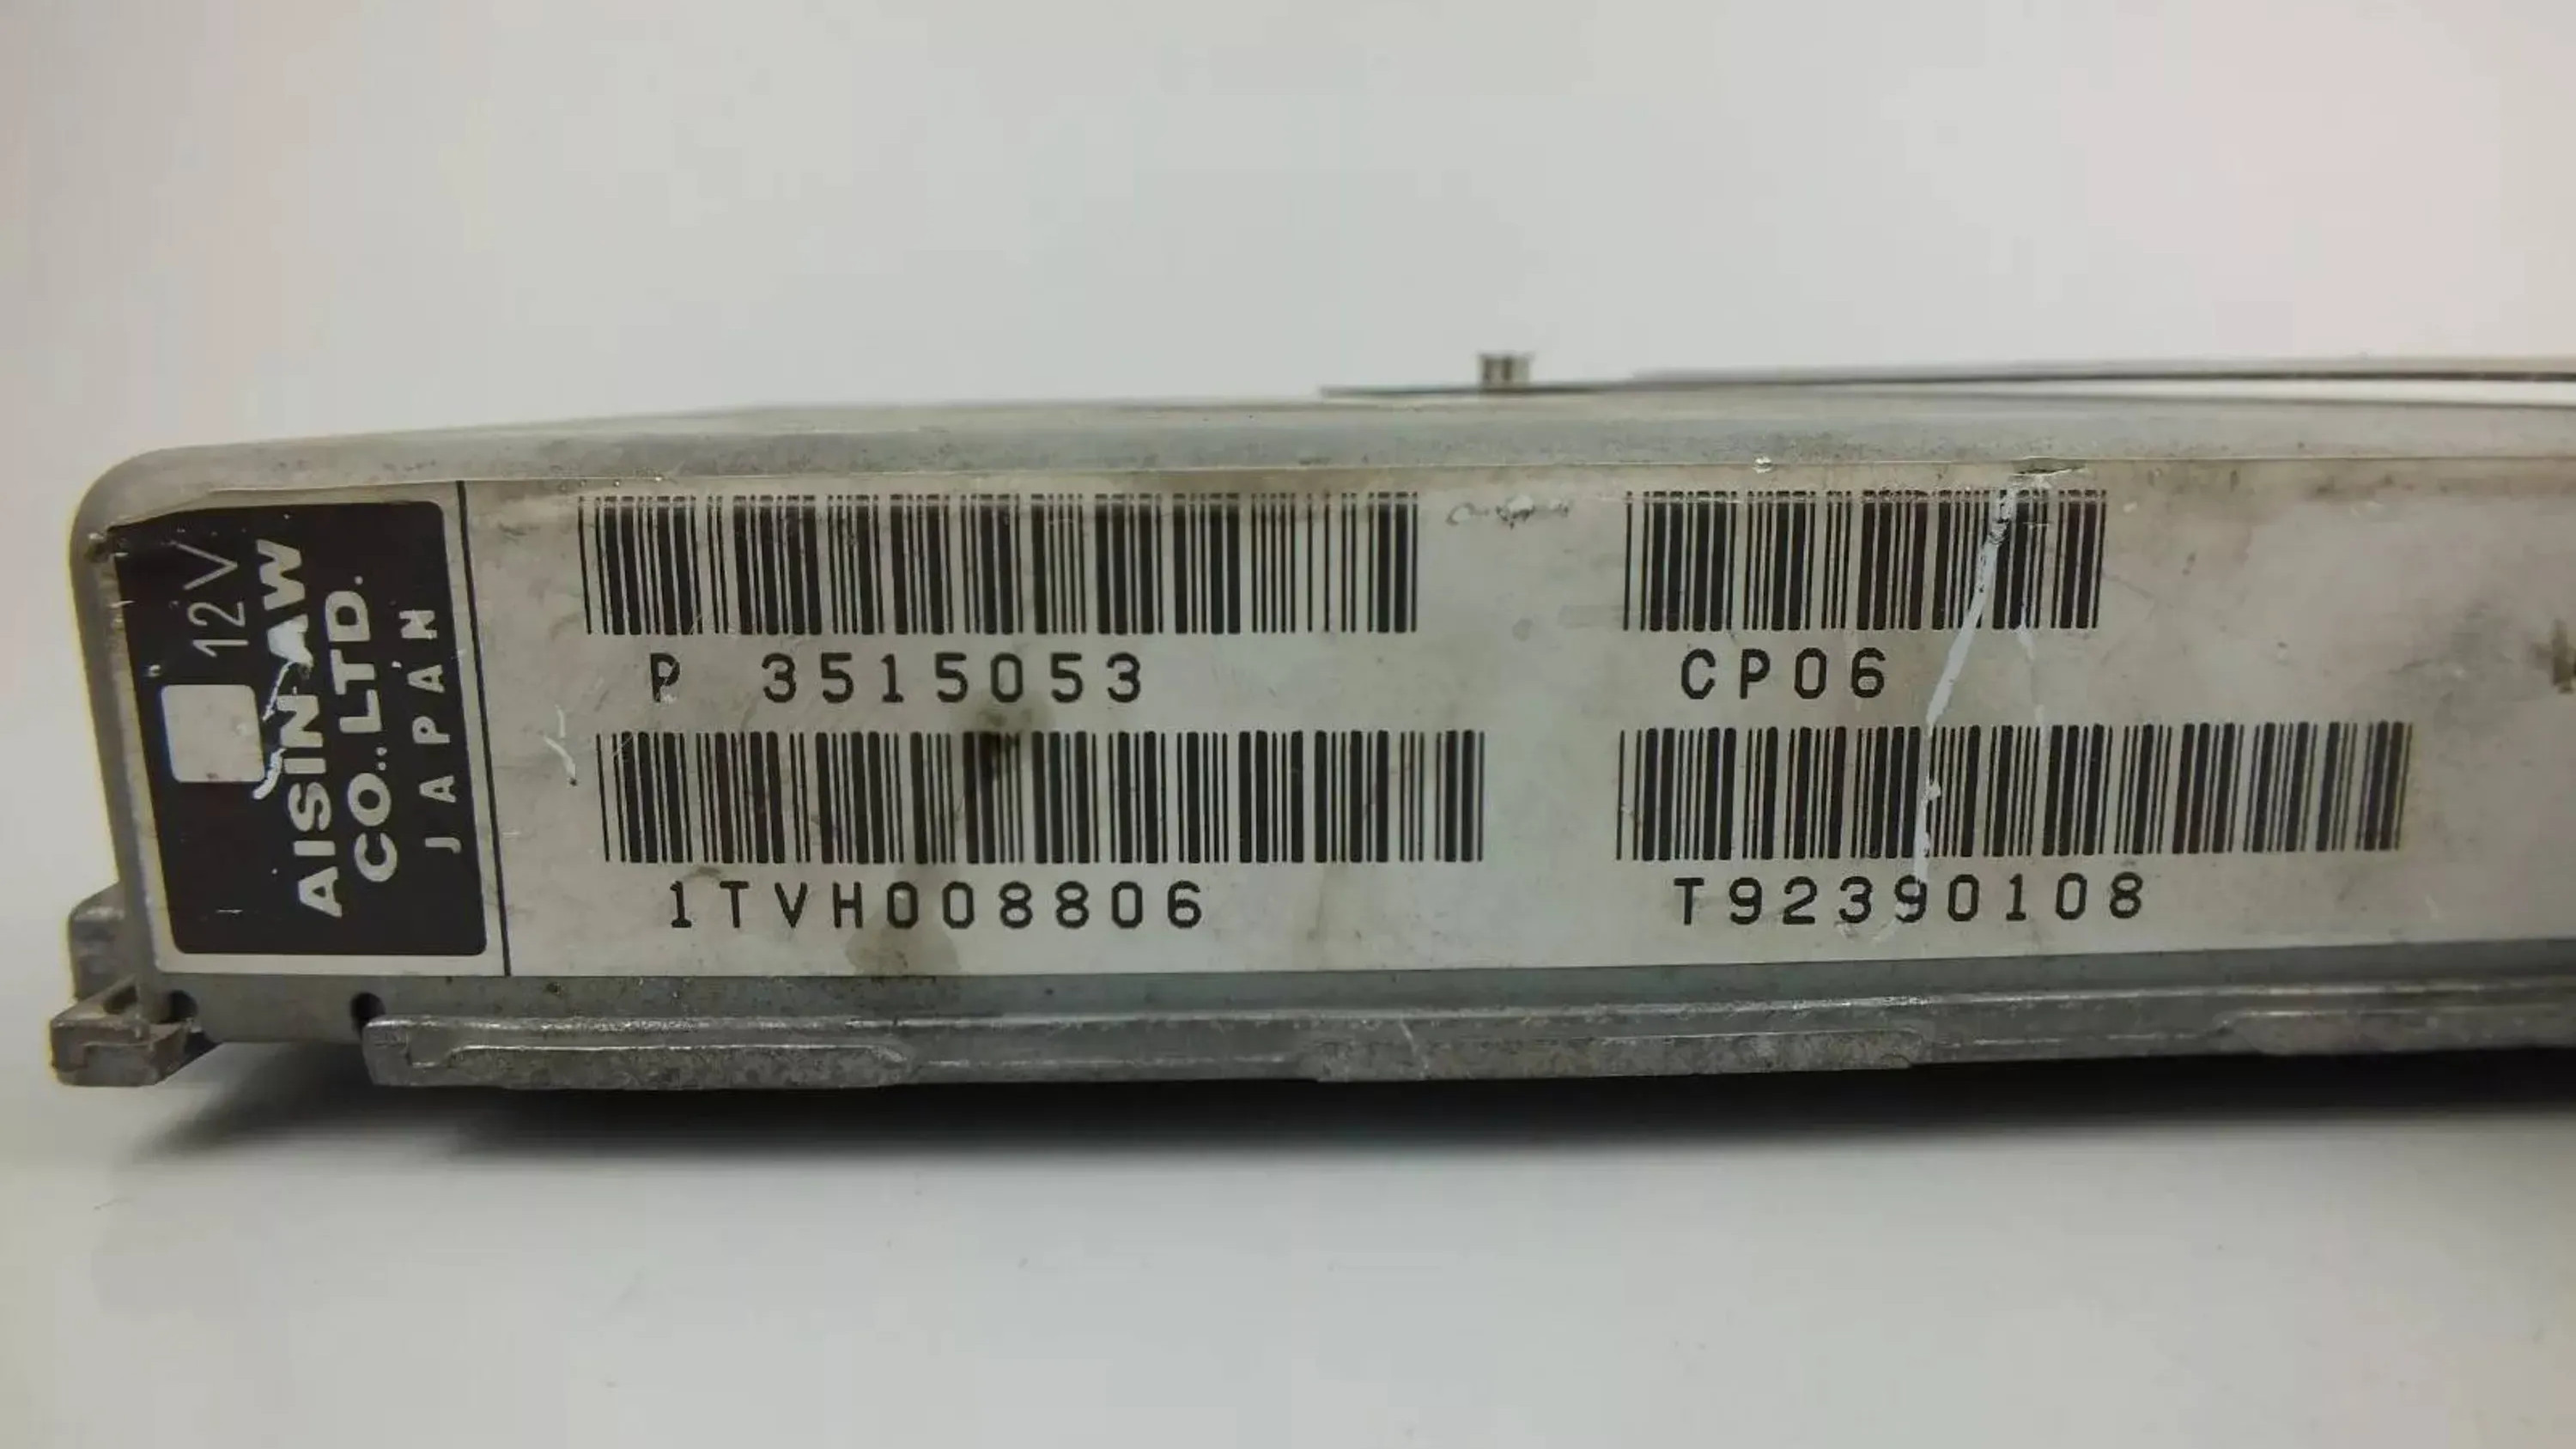 12V
AISIN AW
CO.,LTD.
JAPAN
P 3515053
CP06
1TVH008806
T92390108